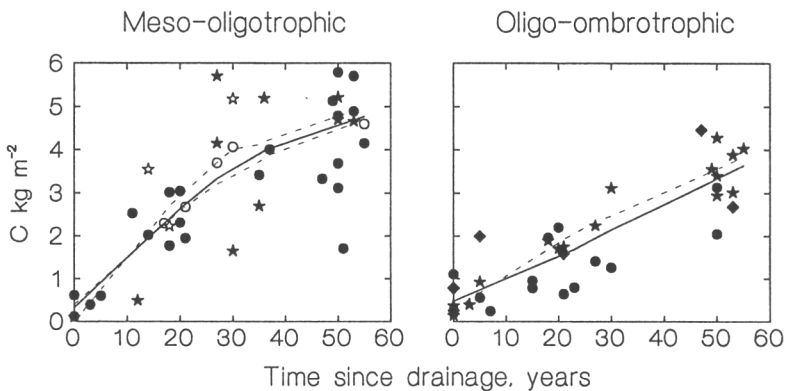 Meso-oligotrophic Oligo-ombrotrophic
6
5
4
3
2
1
0
C kg m⁻²
0 10 20 30 40 50 60 0 10 20 30 40 50 60
Time since drainage, years